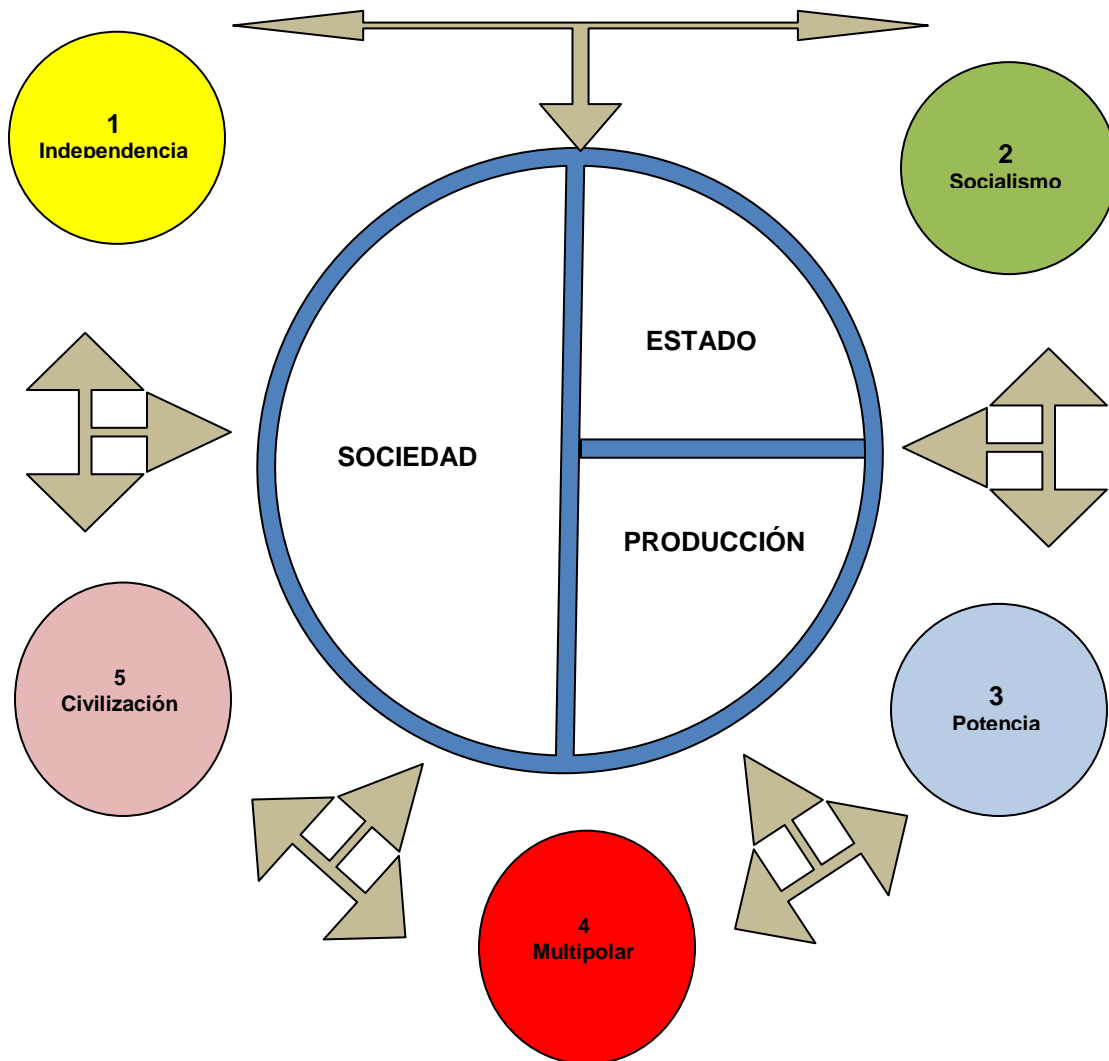 1
Independencia
2
Socialismo
ESTADO
SOCIEDAD
PRODUCCIÓN
5
Civilización
3
Potencia
4
Multipolar